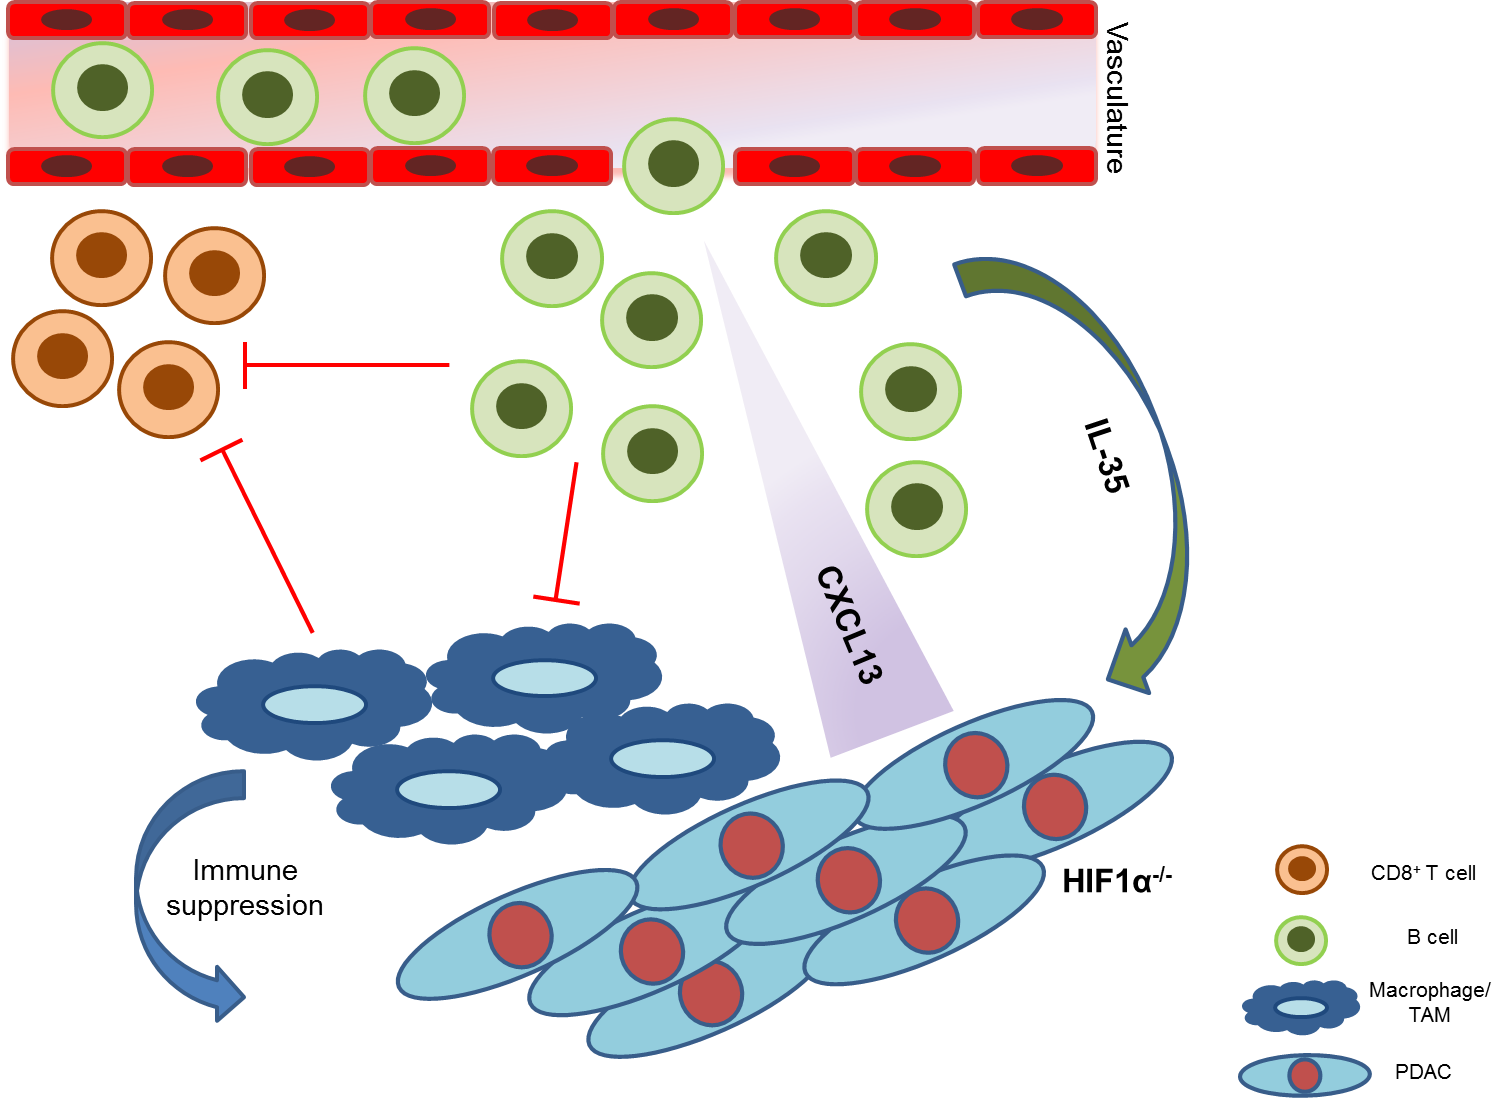 Vasculature
IL-35
CXCL13
Immune
suppression
HIF1α-/-
CD8+ T cell
B cell
Macrophage/
TAM
PDAC